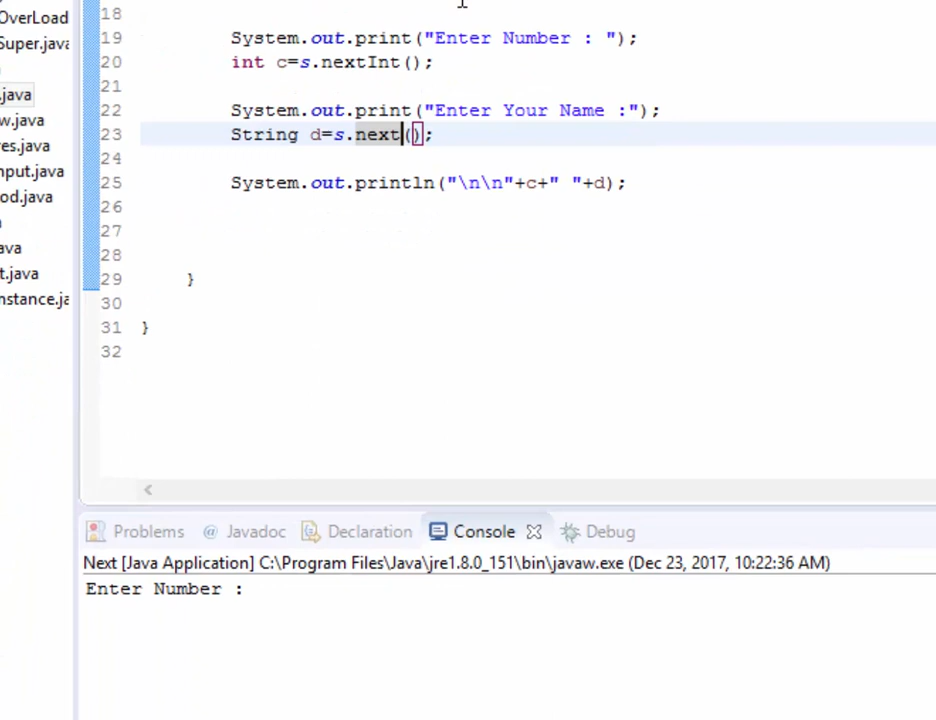 OverLoad
Super.java
.java
w.java
res.java
nput.java
od.java
ava
t.java
nstance.ja
18
19 System.out.print("Enter Number : ");
20 int c=s.nextInt();
21
22 System.out.print("Enter Your Name :");
23 String d=s.next();
24
25 System.out.println("\n\n"+c+" "+d);
26
27
28
29 }
30
31 }
32
Problems @ Javadoc Declaration Console Debug
Next [Java Application] C:\Program Files\Java\jre1.8.0_151\bin\javaw.exe (Dec 23, 2017, 10:22:36 AM)
Enter Number :